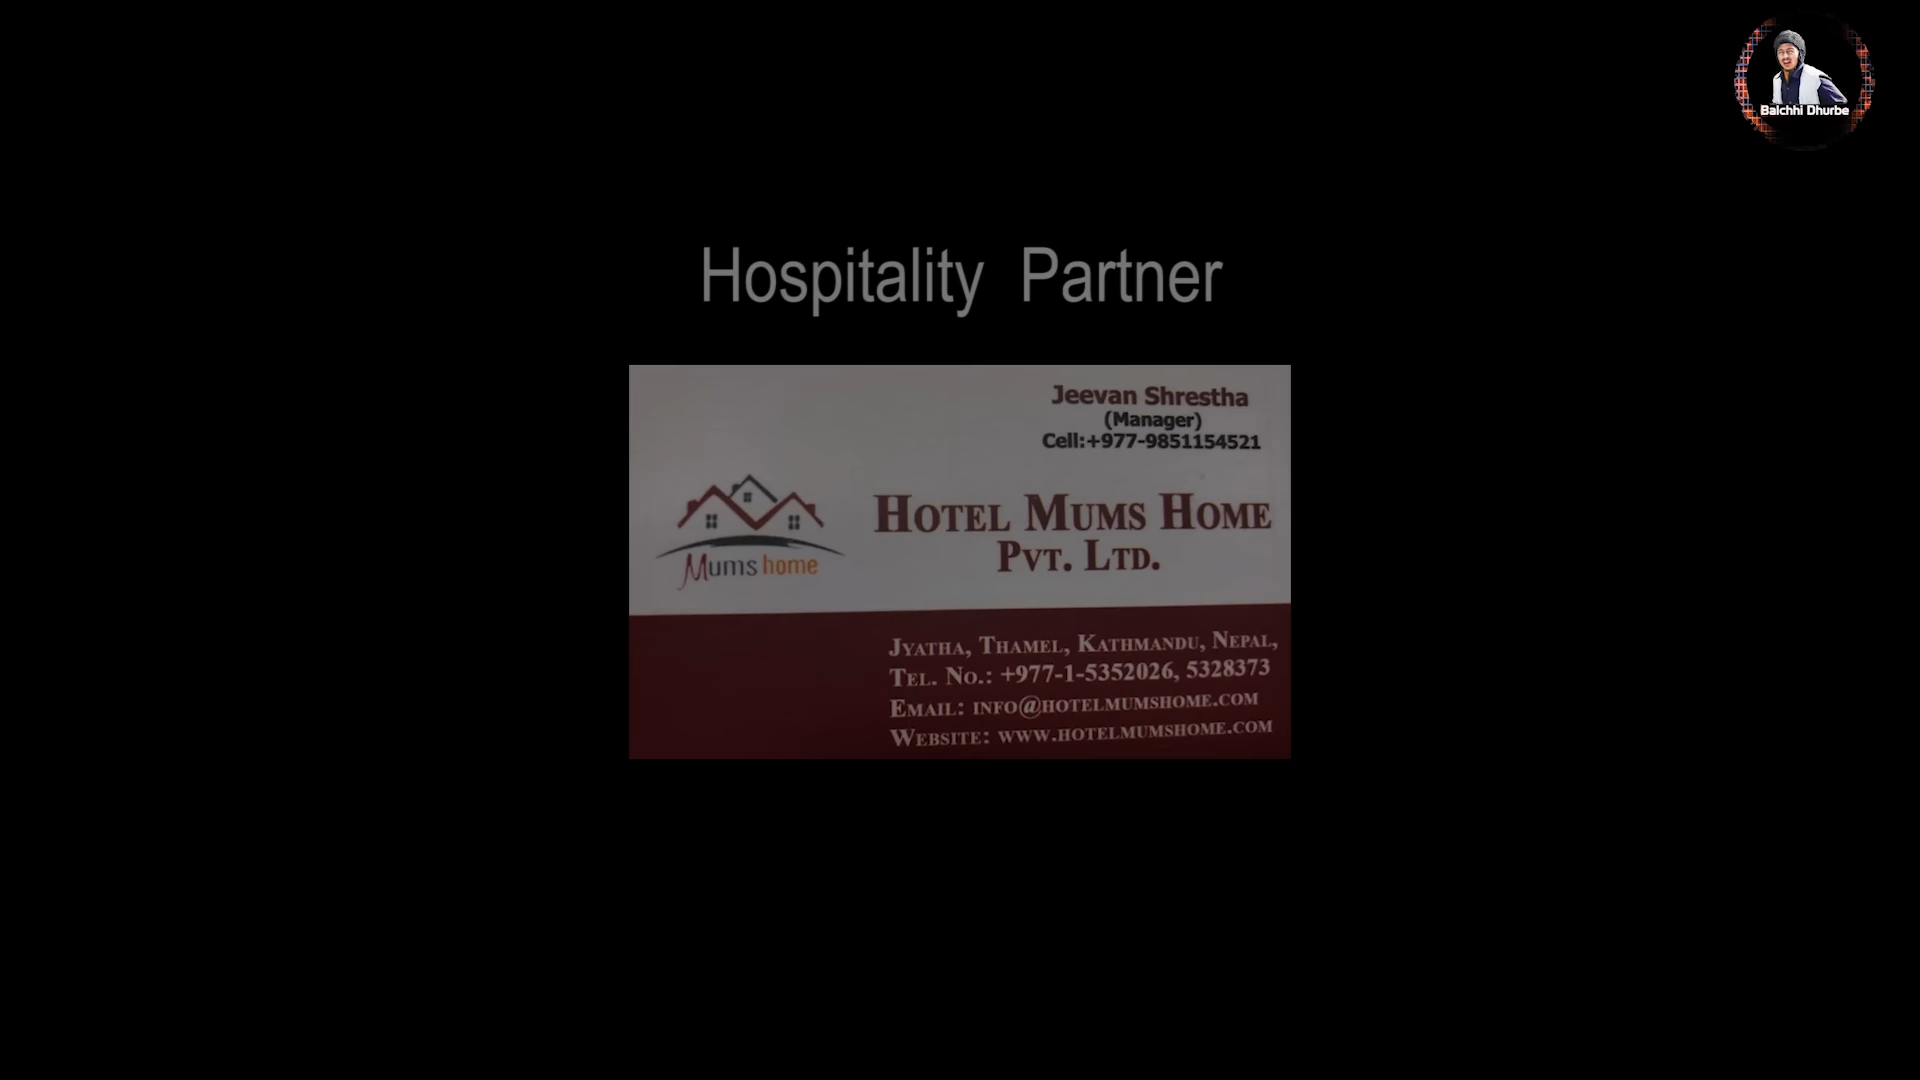 Balchhi Dhurbe
Hospitality Partner
Jeevan Shrestha
(Manager)
Cell:+977-9851154521
Mums home
HOTEL MUMS HOME
PVT. LTD.
JYATHA, THAMEL, KATHMANDU, NEPAL,
TEL. NO.: +977-1-5352026, 5328373
EMAIL: INFO@HOTELMUMSHOME.COM
WEBSITE: WWW.HOTELMUMSHOME.COM